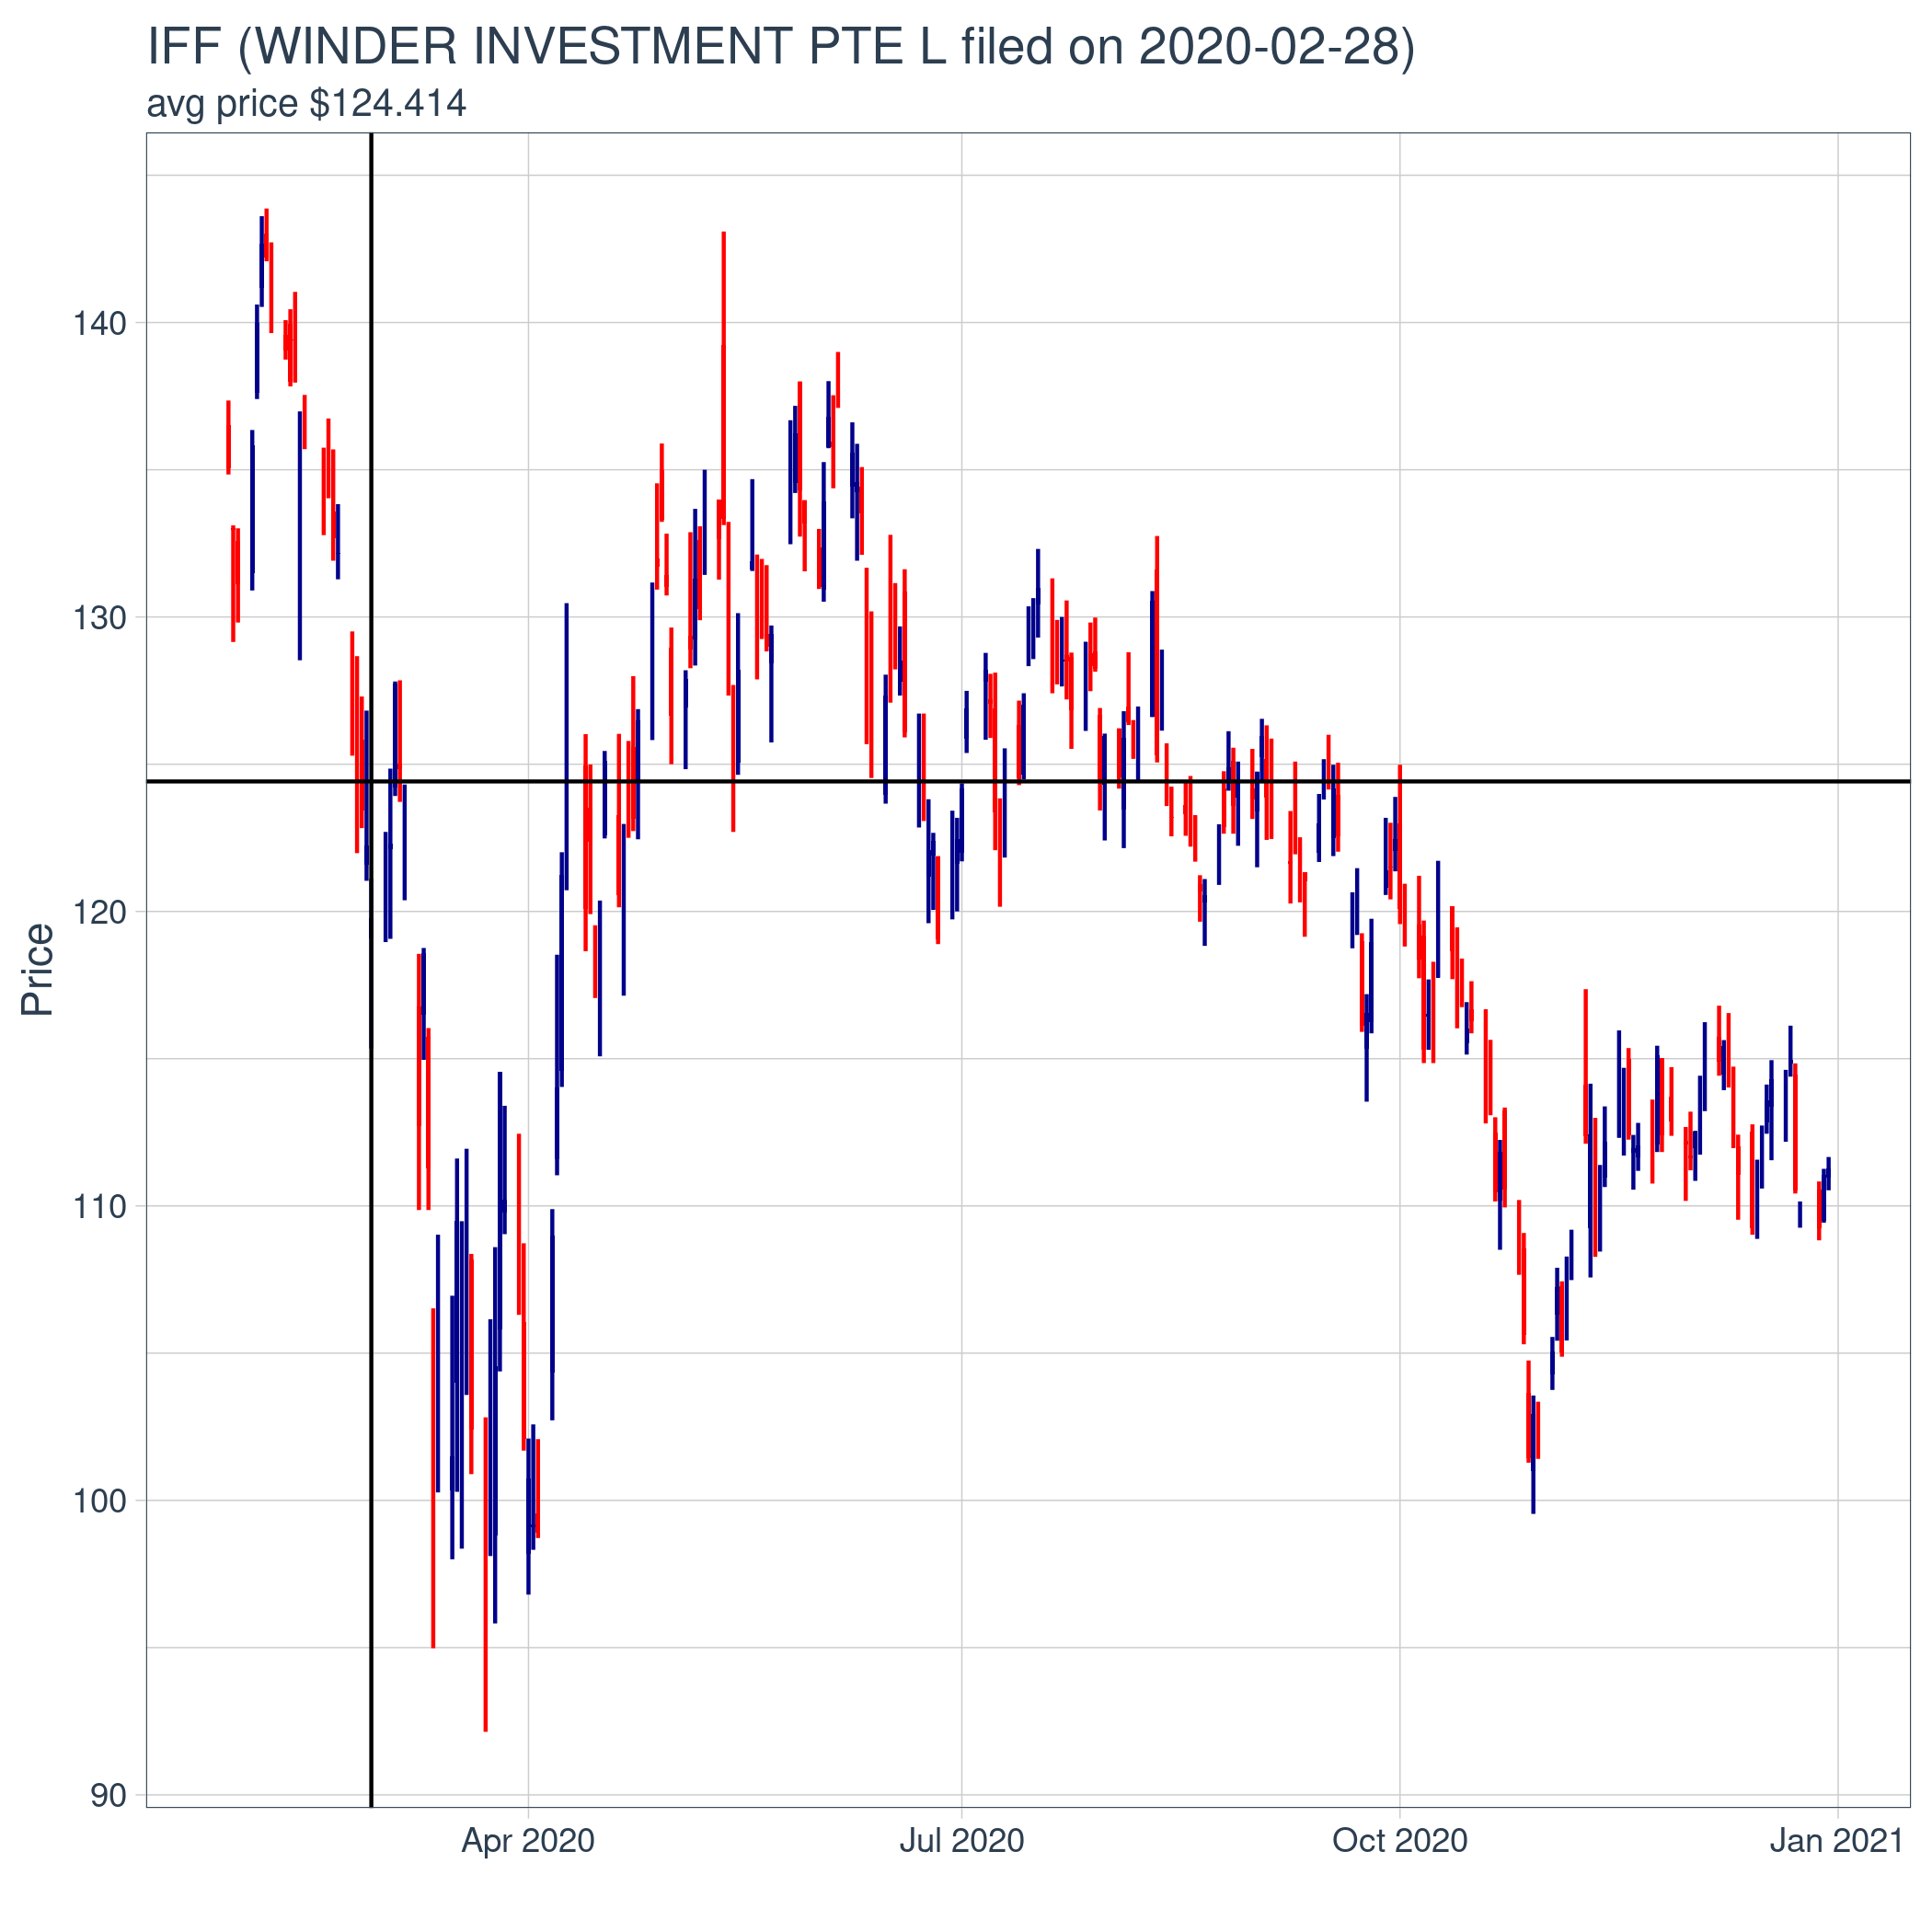 IFF (WINDER INVESTMENT PTE L filed on 2020-02-28)
avg price $124.414
Price
140
130
120
110
100
90
Apr 2020
Jul 2020
Oct 2020
Jan 2021